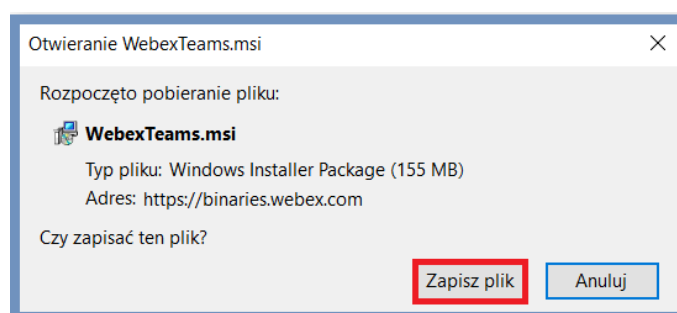 Otwieranie WebexTeams.msi
Rozpoczęto pobieranie pliku:
WebexTeams.msi
Typ pliku: Windows Installer Package (155 MB)
Adres: https://binaries.webex.com
Czy zapisać ten plik?
Zapisz plik Anuluj